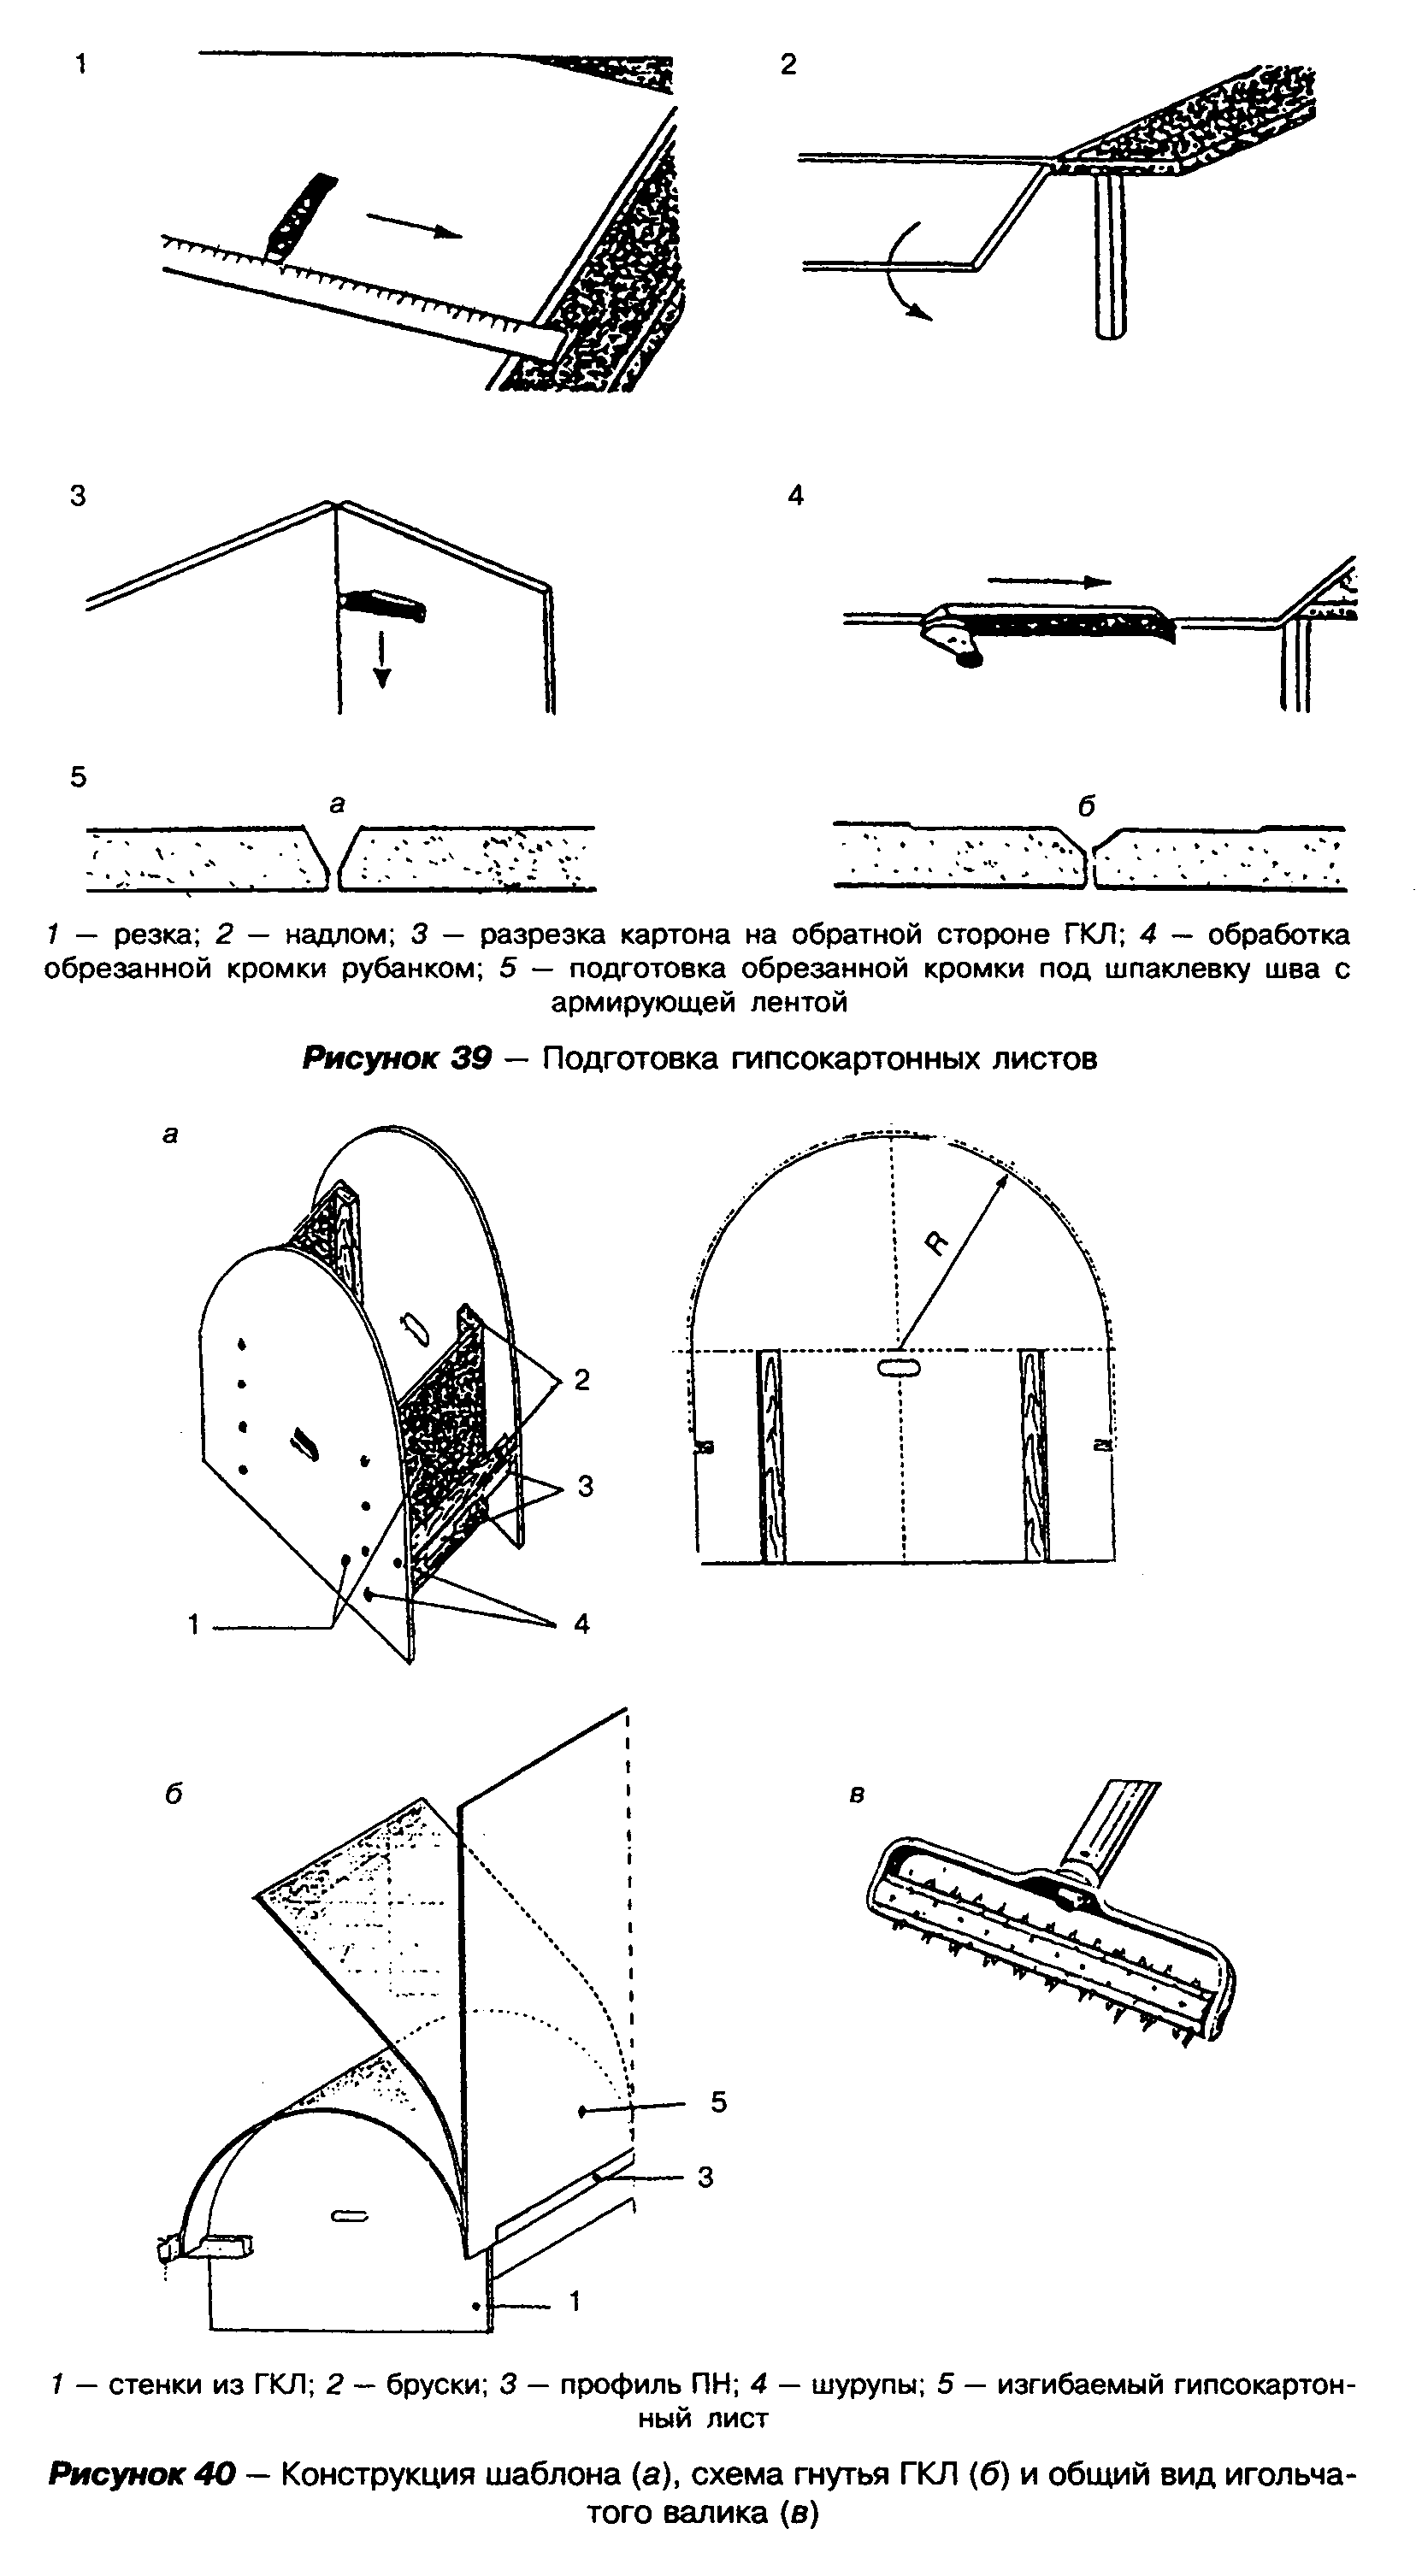 1
2
3
4
5
а
б
1 — резка; 2 — надлом; 3 — разрезка картона на обратной стороне ГКЛ; 4 — обработка
обрезанной кромки рубанком; 5 — подготовка обрезанной кромки под шпаклевку шва с
армирующей лентой
Рисунок 39 — Подготовка гипсокартонных листов
а
R
2
3
1
4
б
в
5
3
1
1 — стенки из ГКЛ; 2 — бруски; 3 — профиль ПН; 4 — шурупы; 5 — изгибаемый гипсокартон-
ный лист
Рисунок 40 — Конструкция шаблона (а), схема гнутья ГКЛ (б) и общий вид игольча-
того валика (в)